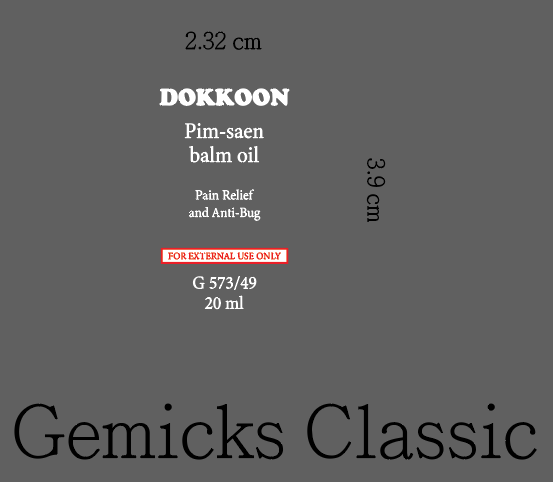 2.32 cm
DOKKOON
Pim-saen
balm oil
3.9 cm
Pain Relief
and Anti-Bug
FOR EXTERNAL USE ONLY
G 573/49
20 ml
Gemicks Classic